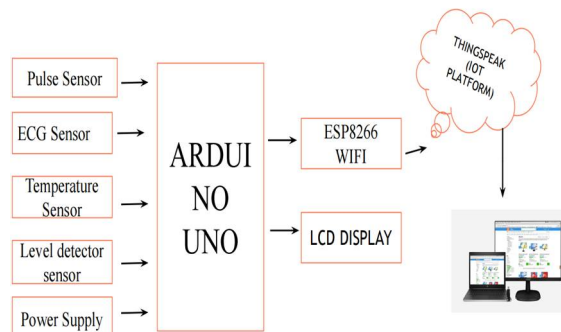 Pulse Sensor
ECG Sensor
Temperature
Sensor
Level detector
sensor
Power Supply
ARDUI
NO
UNO
ESP8266
WIFI
LCD DISPLAY
THINGSPEAK
(IOT
PLATFORM)